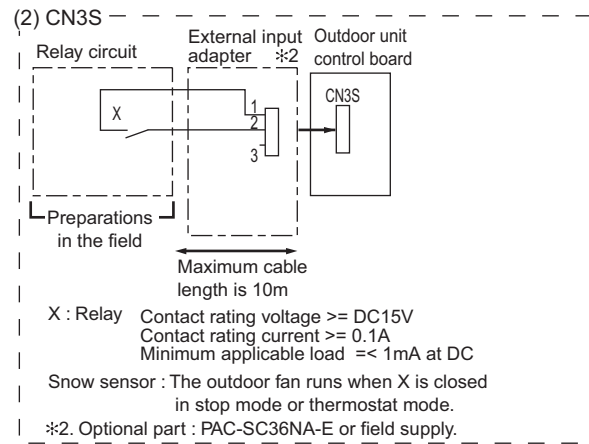 (2) CN3S
External input
adapter ※2
Outdoor unit
control board
Relay circuit
X
1
2
3
CN3S
Preparations
in the field
Maximum cable
length is 10m
X : Relay
Contact rating voltage >= DC15V
Contact rating current >= 0.1A
Minimum applicable load =< 1mA at DC
Snow sensor : The outdoor fan runs when X is closed
in stop mode or thermostat mode.
※2. Optional part : PAC-SC36NA-E or field supply.